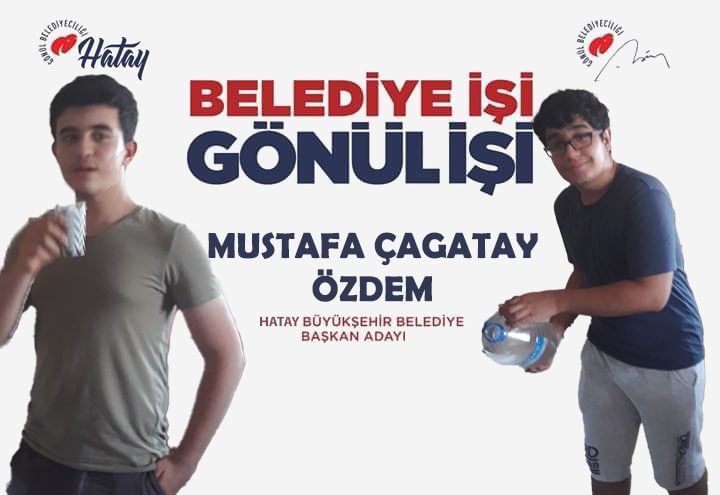 GÖNÜL BELEDİYECİLİĞİ
Hatay
GÖNÜL BELEDİYECİLİĞİ
BELEDİYE İŞİ
GÖNÜL İŞİ
MUSTAFA ÇAGATAY
ÖZDEM
HATAY BÜYÜKŞEHİR BELEDİYE
BAŞKAN ADAYI